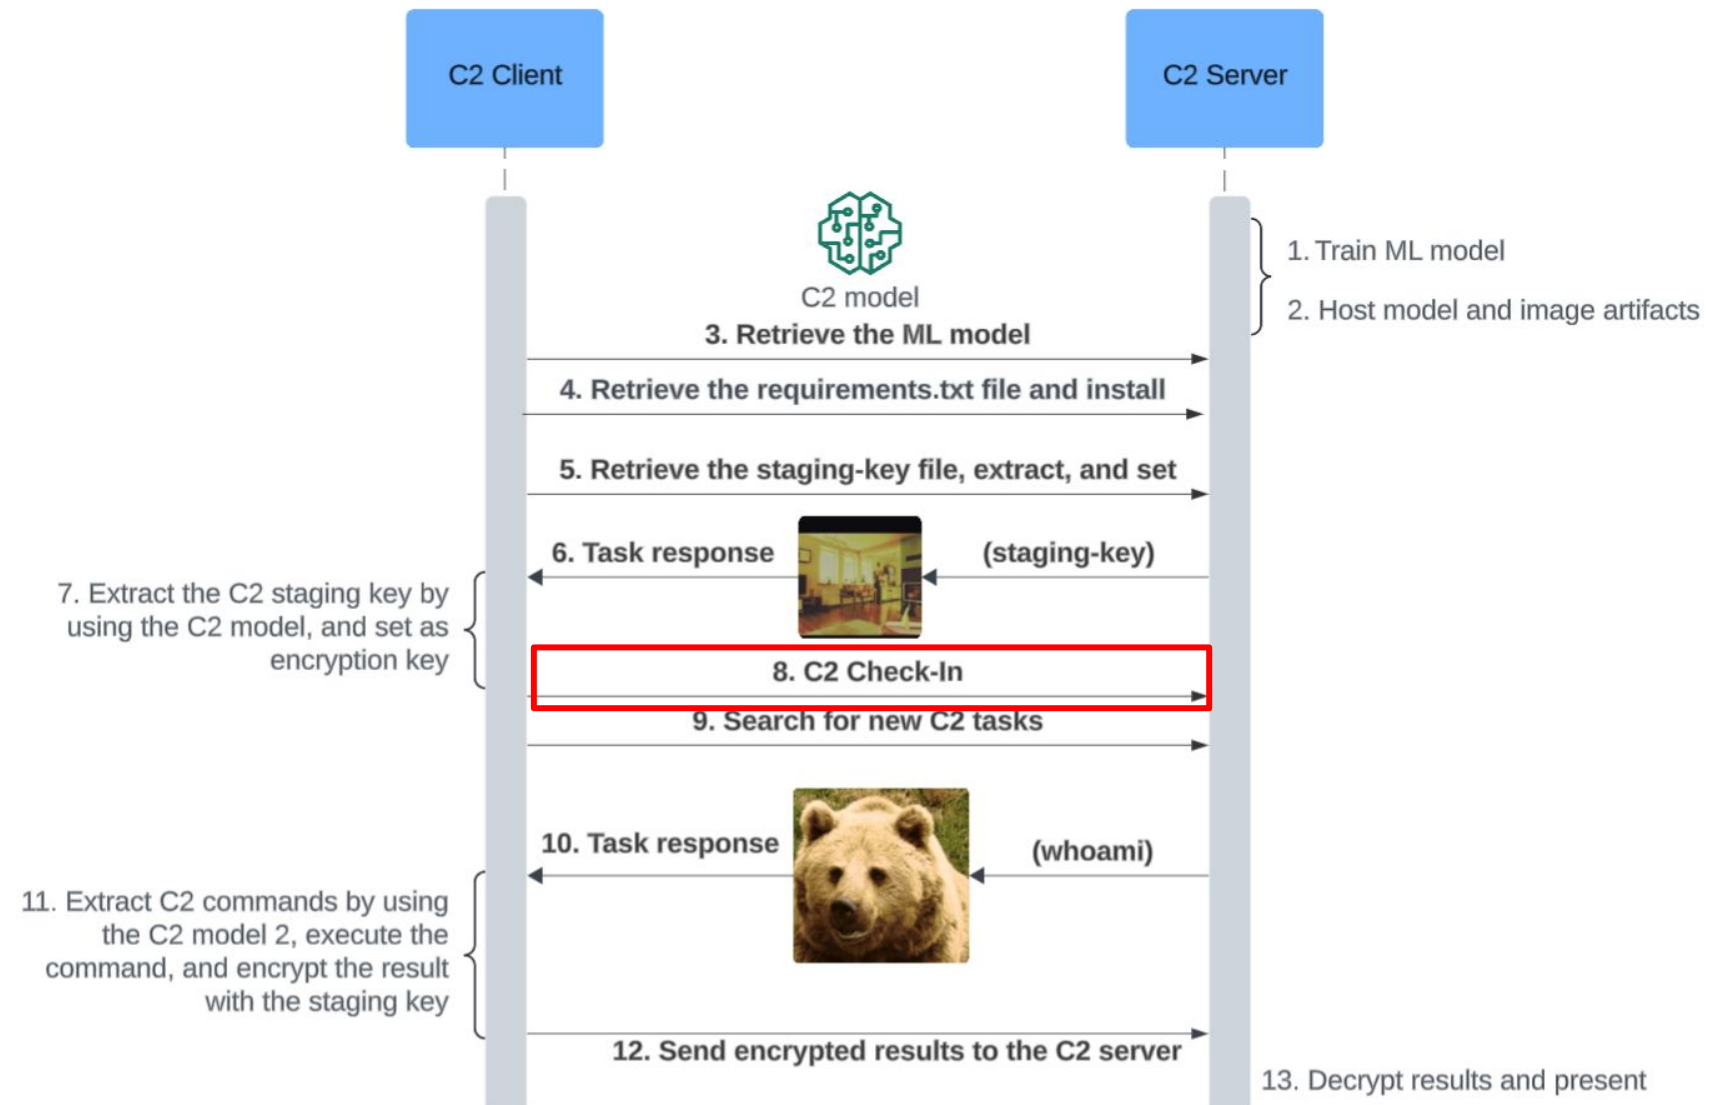 C2 Client
C2 Server
1. Train ML model
C2 model
2. Host model and image artifacts
3. Retrieve the ML model
4. Retrieve the requirements.txt file and install
5. Retrieve the staging-key file, extract, and set
6. Task response
(staging-key)
7. Extract the C2 staging key by
using the C2 model, and set as
encryption key
8. C2 Check-In
9. Search for new C2 tasks
10. Task response
(whoami)
11. Extract C2 commands by using
the C2 model 2, execute the
command, and encrypt the result
with the staging key
12. Send encrypted results to the C2 server
13. Decrypt results and present